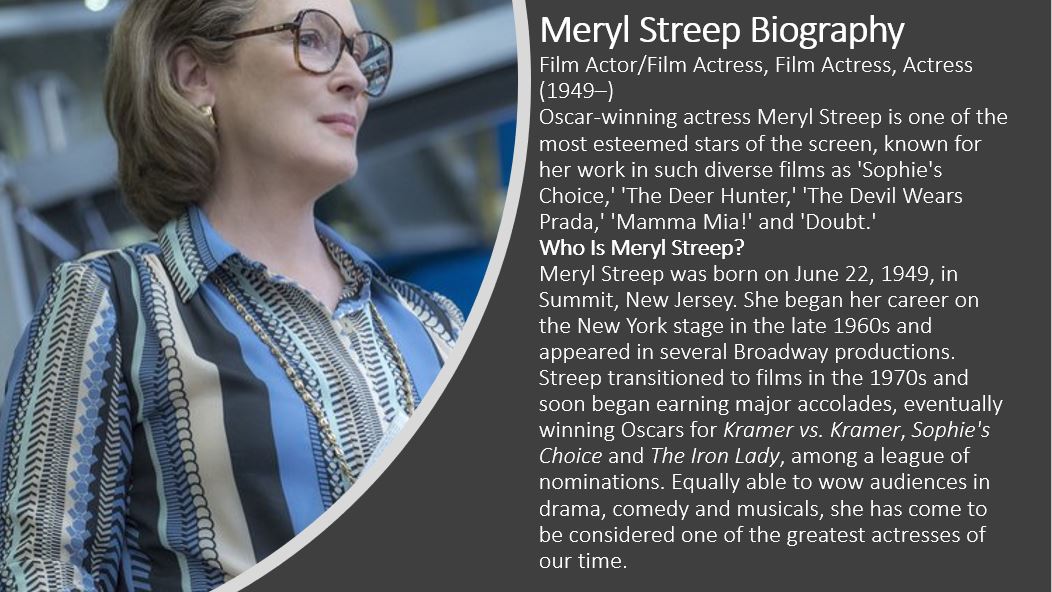 Meryl Streep Biography
Film Actor/Film Actress, Film Actress, Actress
(1949–)
Oscar-winning actress Meryl Streep is one of the
most esteemed stars of the screen, known for
her work in such diverse films as 'Sophie's
Choice,' 'The Deer Hunter,' 'The Devil Wears
Prada,' 'Mamma Mia!' and 'Doubt.'
Who Is Meryl Streep?
Meryl Streep was born on June 22, 1949, in
Summit, New Jersey. She began her career on
the New York stage in the late 1960s and
appeared in several Broadway productions.
Streep transitioned to films in the 1970s and
soon began earning major accolades, eventually
winning Oscars for Kramer vs. Kramer, Sophie's
Choice and The Iron Lady, among a league of
nominations. Equally able to wow audiences in
drama, comedy and musicals, she has come to
be considered one of the greatest actresses of
our time.